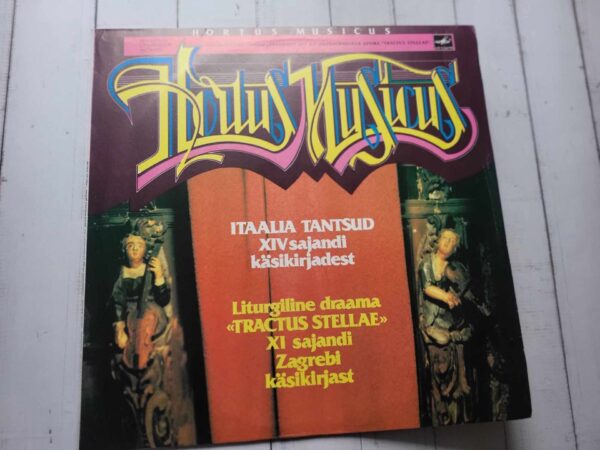 HORTUS MUSICUS
Hortus Musicus
ITAALIA TANTSUD
XIV sajandi
käsikirjadest
Liturgiline draama
«TRACTUS STELLAE»
XI sajandi
Zagrebi
käsikirjast